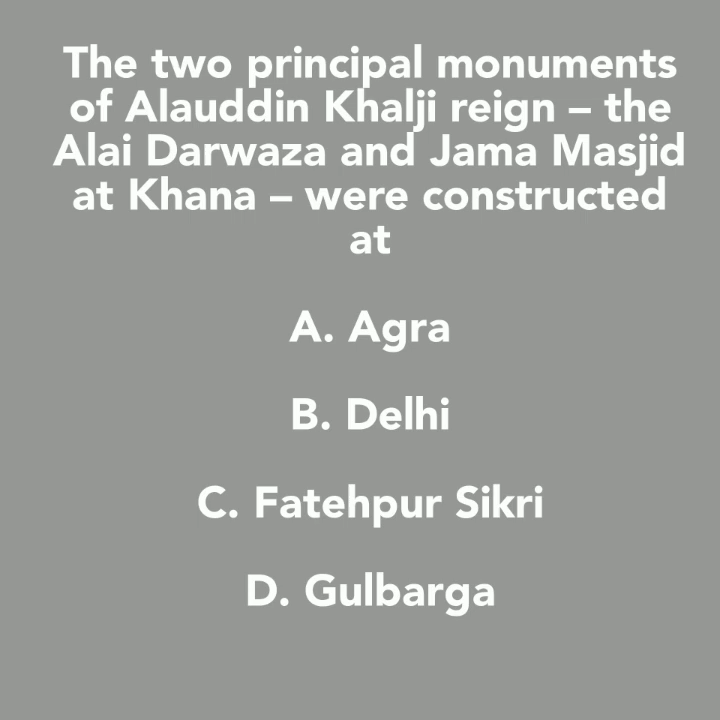 The two principal monuments
of Alauddin Khalji reign – the
Alai Darwaza and Jama Masjid
at Khana – were constructed
at
A. Agra
B. Delhi
C. Fatehpur Sikri
D. Gulbarga